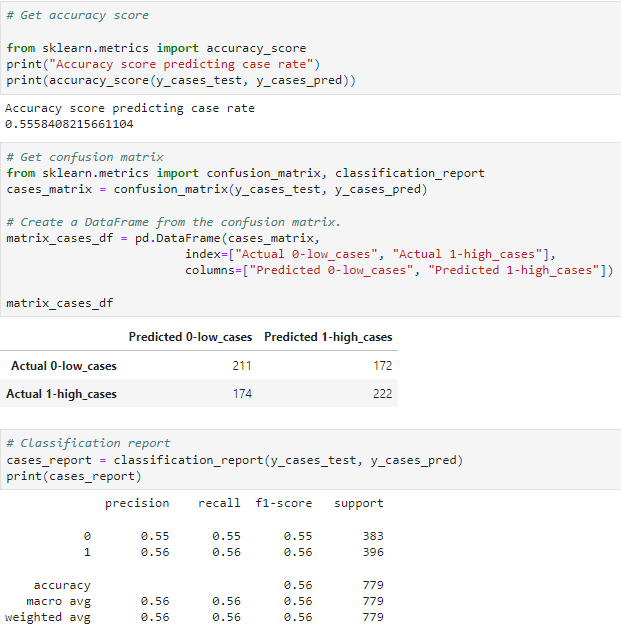 # Get accuracy score
from sklearn.metrics import accuracy_score
print("Accuracy score predicting case rate")
print(accuracy_score(y_cases_test, y_cases_pred))
Accuracy score predicting case rate
0.5558408215661104
# Get confusion matrix
from sklearn.metrics import confusion_matrix, classification_report
cases_matrix = confusion_matrix(y_cases_test, y_cases_pred)
# Create a DataFrame from the confusion matrix.
matrix_cases_df = pd.DataFrame(cases_matrix,
index=["Actual 0-low_cases", "Actual 1-high_cases"],
columns=["Predicted 0-low_cases", "Predicted 1-high_cases"])
matrix_cases_df
Predicted 0-low_cases Predicted 1-high_cases
Actual 0-low_cases 211 172
Actual 1-high_cases 174 222
# Classification report
cases_report = classification_report(y_cases_test, y_cases_pred)
print(cases_report)
precision recall f1-score support
0 0.55 0.55 0.55 383
1 0.56 0.56 0.56 396
accuracy 0.56 779
macro avg 0.56 0.56 0.56 779
weighted avg 0.56 0.56 0.56 779